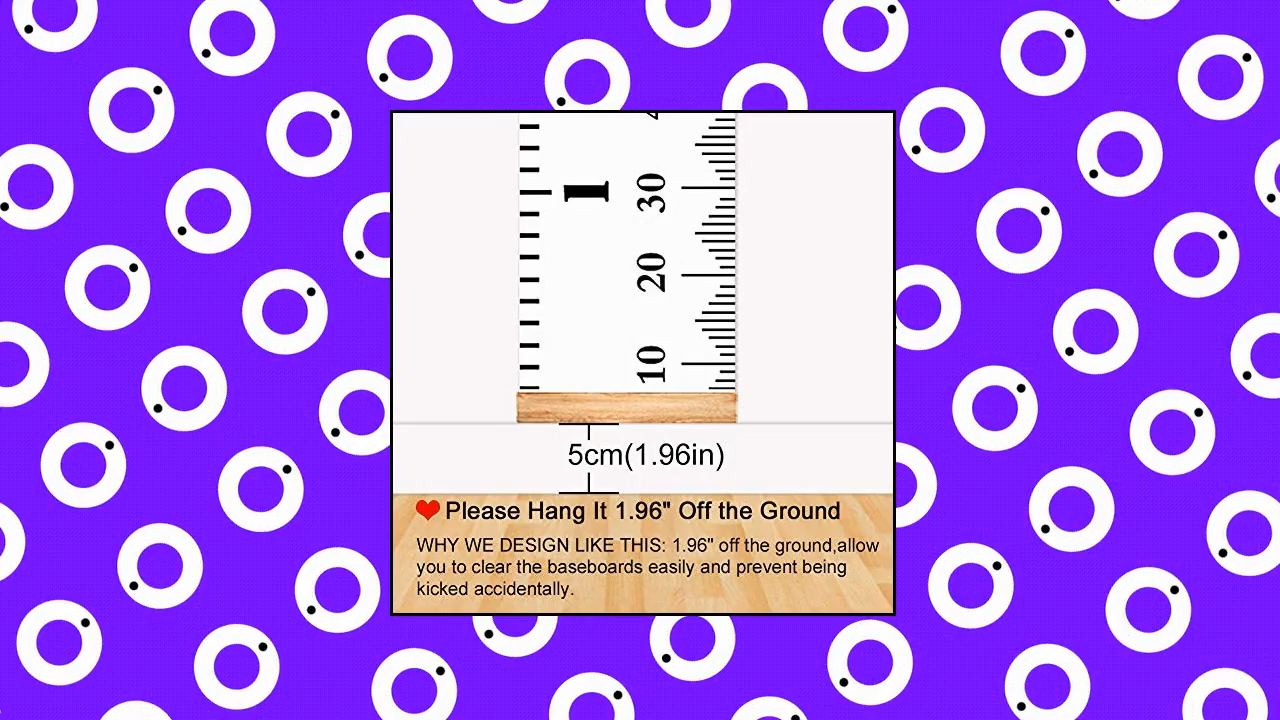 1
30
20
10
5cm(1.96in)
Please Hang It 1.96" Off the Ground
WHY WE DESIGN LIKE THIS: 1.96" off the ground,allow
you to clear the baseboards easily and prevent being
kicked accidentally.